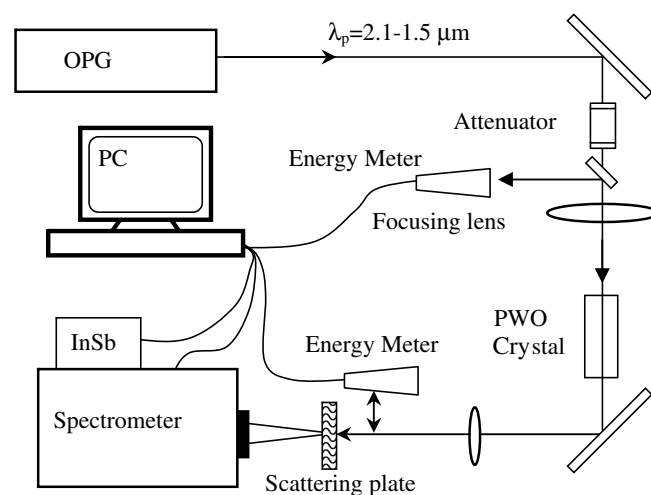 OPG
λp=2.1-1.5 μm
Attenuator
PC
Energy Meter
Focusing lens
PWO
Crystal
InSb
Energy Meter
Spectrometer
Scattering plate